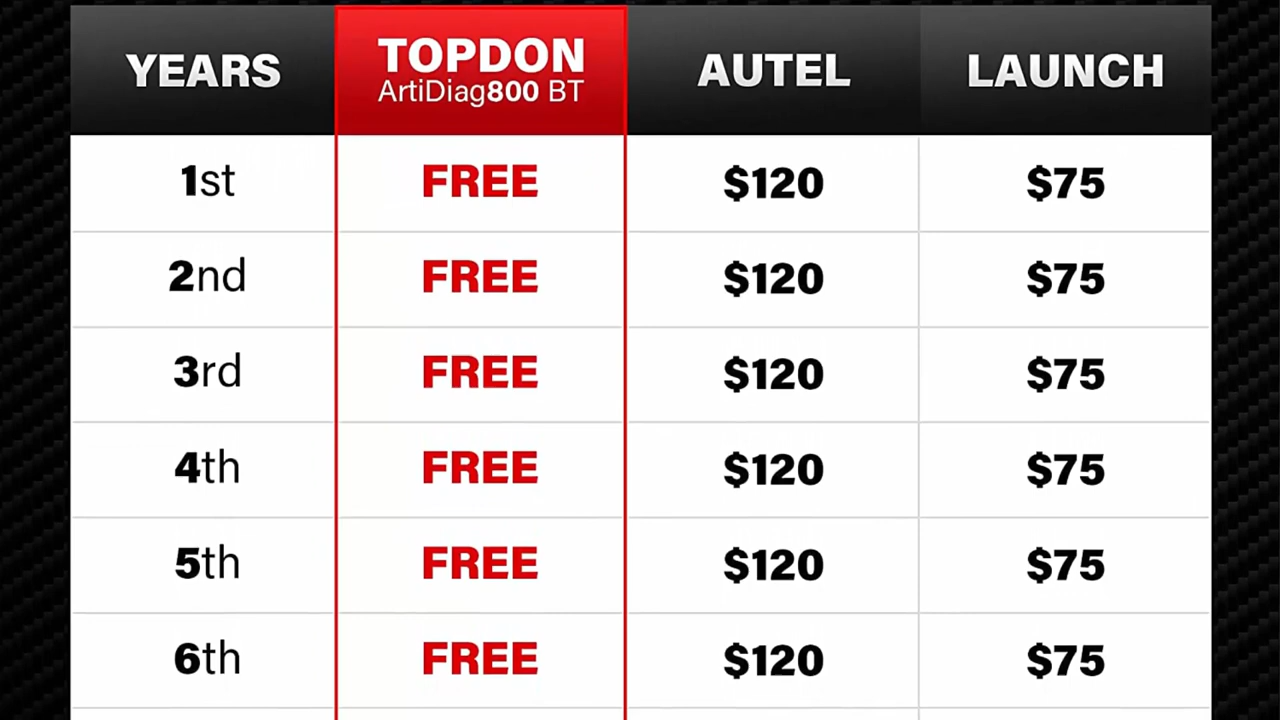 YEARS TOPDON AUTEL LAUNCH
ArtiDiag800 BT
1st FREE $120 $75
2nd FREE $120 $75
3rd FREE $120 $75
4th FREE $120 $75
5th FREE $120 $75
6th FREE $120 $75